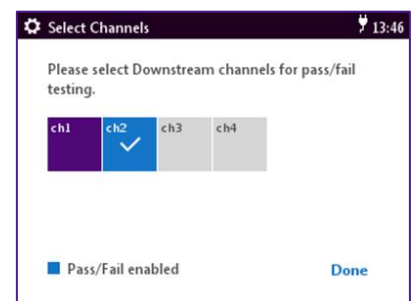 Select Channels 13:46
Please select Downstream channels for pass/fail
testing.
ch1 ch2 ch3 ch4
Pass/Fail enabled Done